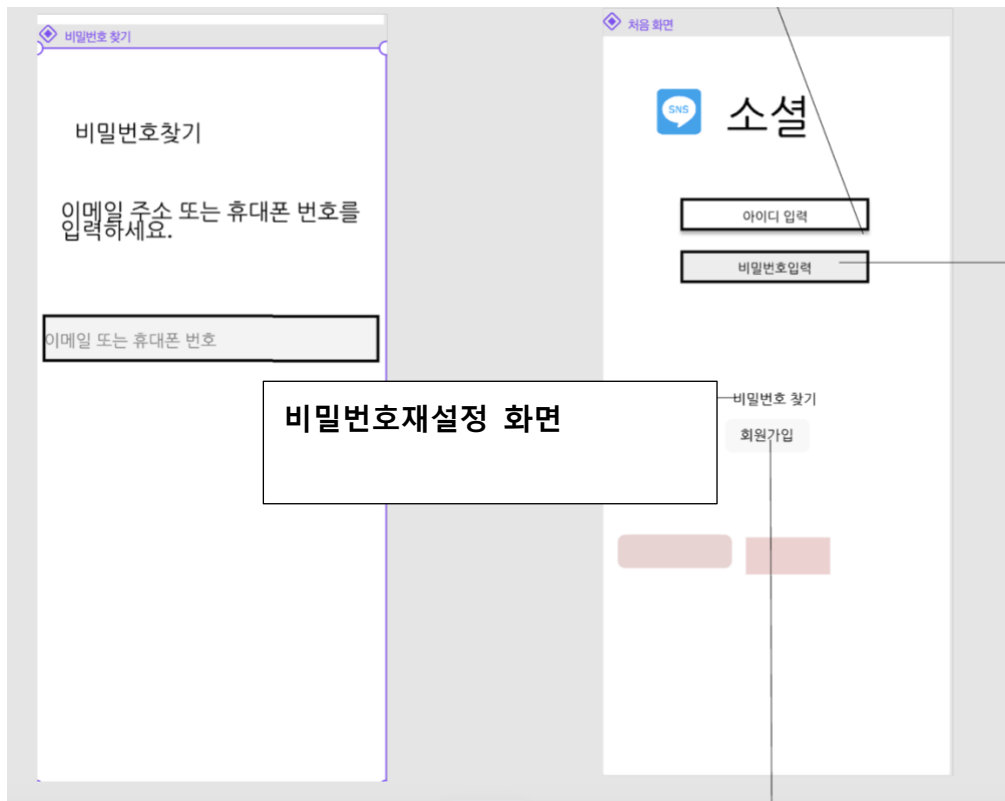 비밀번호 찾기
비밀번호찾기
이메일 주소 또는 휴대폰 번호를
입력하세요.
이메일 또는 휴대폰 번호
비밀번호재설정 화면
처음 화면
SNS
소셜
아이디 입력
비밀번호입력
비밀번호 찾기
회원가입